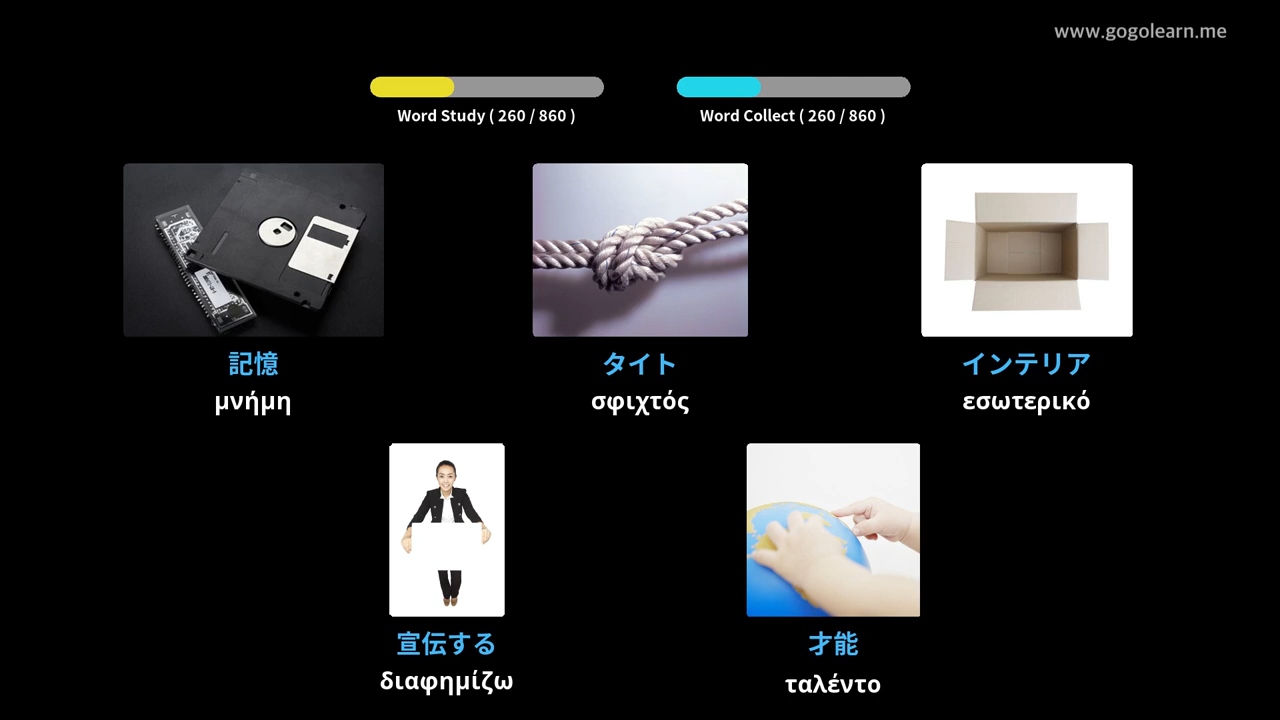 www.gogolearn.me
Word Study ( 260 / 860 )
Word Collect ( 260 / 860 )
記憶
μνήμη
タイト
σφιχτός
インテリア
εσωτερικό
宣伝する
διαφημίζω
才能
ταλέντο